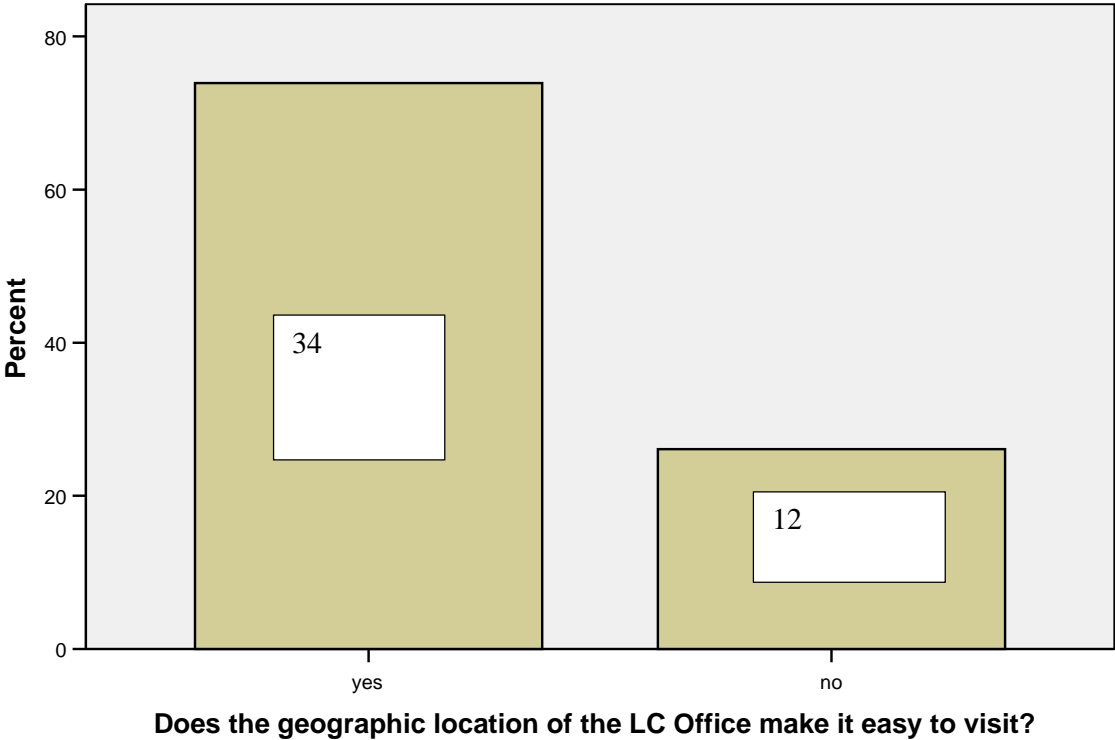 80
60
40
20
0
Percent
34
12
yes
no
Does the geographic location of the LC Office make it easy to visit?